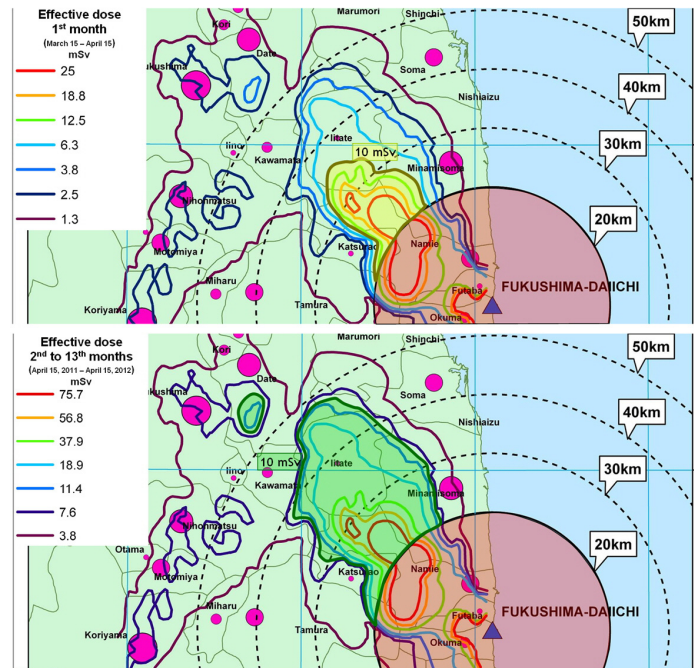 Effective dose
1st month
(March 15 – April 15)
mSv
25
18.8
12.5
6.3
3.8
2.5
1.3
Marumori
Shinchi
Kori
Date
Soma
Nishiaizu
Iino
Iitate
Kawamata
10 mSv
Minamisoma
Nihonmatsu
Motomiya
Katsurao
Namie
Miharu
Tamura
Futaba
Okuma
Koriyama
FUKUSHIMA-DAIICHI
50km
40km
30km
20km
Effective dose
2nd to 13th months
(April 15, 2011 – April 15, 2012)
mSv
75.7
56.8
37.9
18.9
11.4
7.6
3.8
Marumori
Shinchi
Kori
Date
Soma
Nishiaizu
Iino
Iitate
10 mSv
Minamisoma
Nihonmatsu
Otama
Motomiya
Katsurao
Namie
Miharu
Tamura
Futaba
Okuma
Koriyama
FUKUSHIMA-DAIICHI
50km
40km
30km
20km